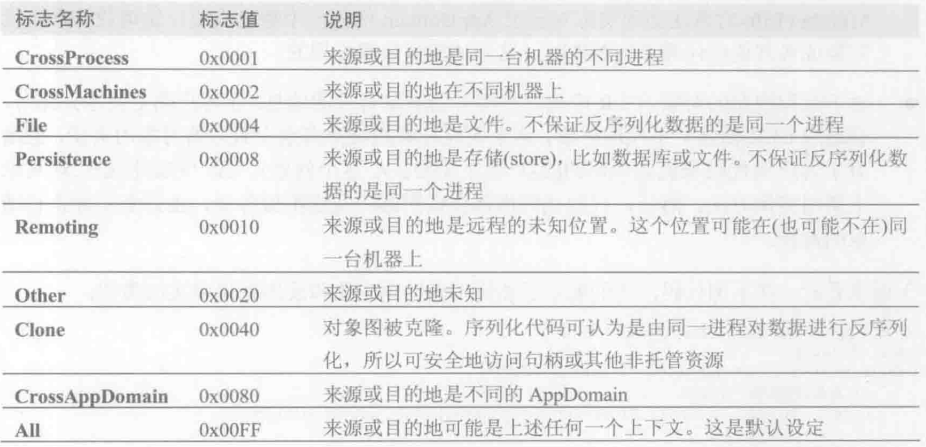 标志名称 标志值 说明
CrossProcess 0x0001 来源或目的地是同一台机器的不同进程
CrossMachines 0x0002 来源或目的地在不同机器上
File 0x0004 来源或目的地是文件。不保证反序列化数据的是同一个进程
Persistence 0x0008 来源或目的地是存储(store)，比如数据库或文件。不保证反序列化数
据的是同一个进程
Remoting 0x0010 来源或目的地是远程的未知位置。这个位置可能在(也可能不在)同
一台机器上
Other 0x0020 来源或目的地未知
Clone 0x0040 对象图被克隆。序列化代码可认为是由同一进程对数据进行反序列
化，所以可安全地访问句柄或其他非托管资源
CrossAppDomain 0x0080 来源或目的地是不同的 AppDomain
All 0x00FF 来源或目的地可能是上述任何一个上下文。这是默认设定